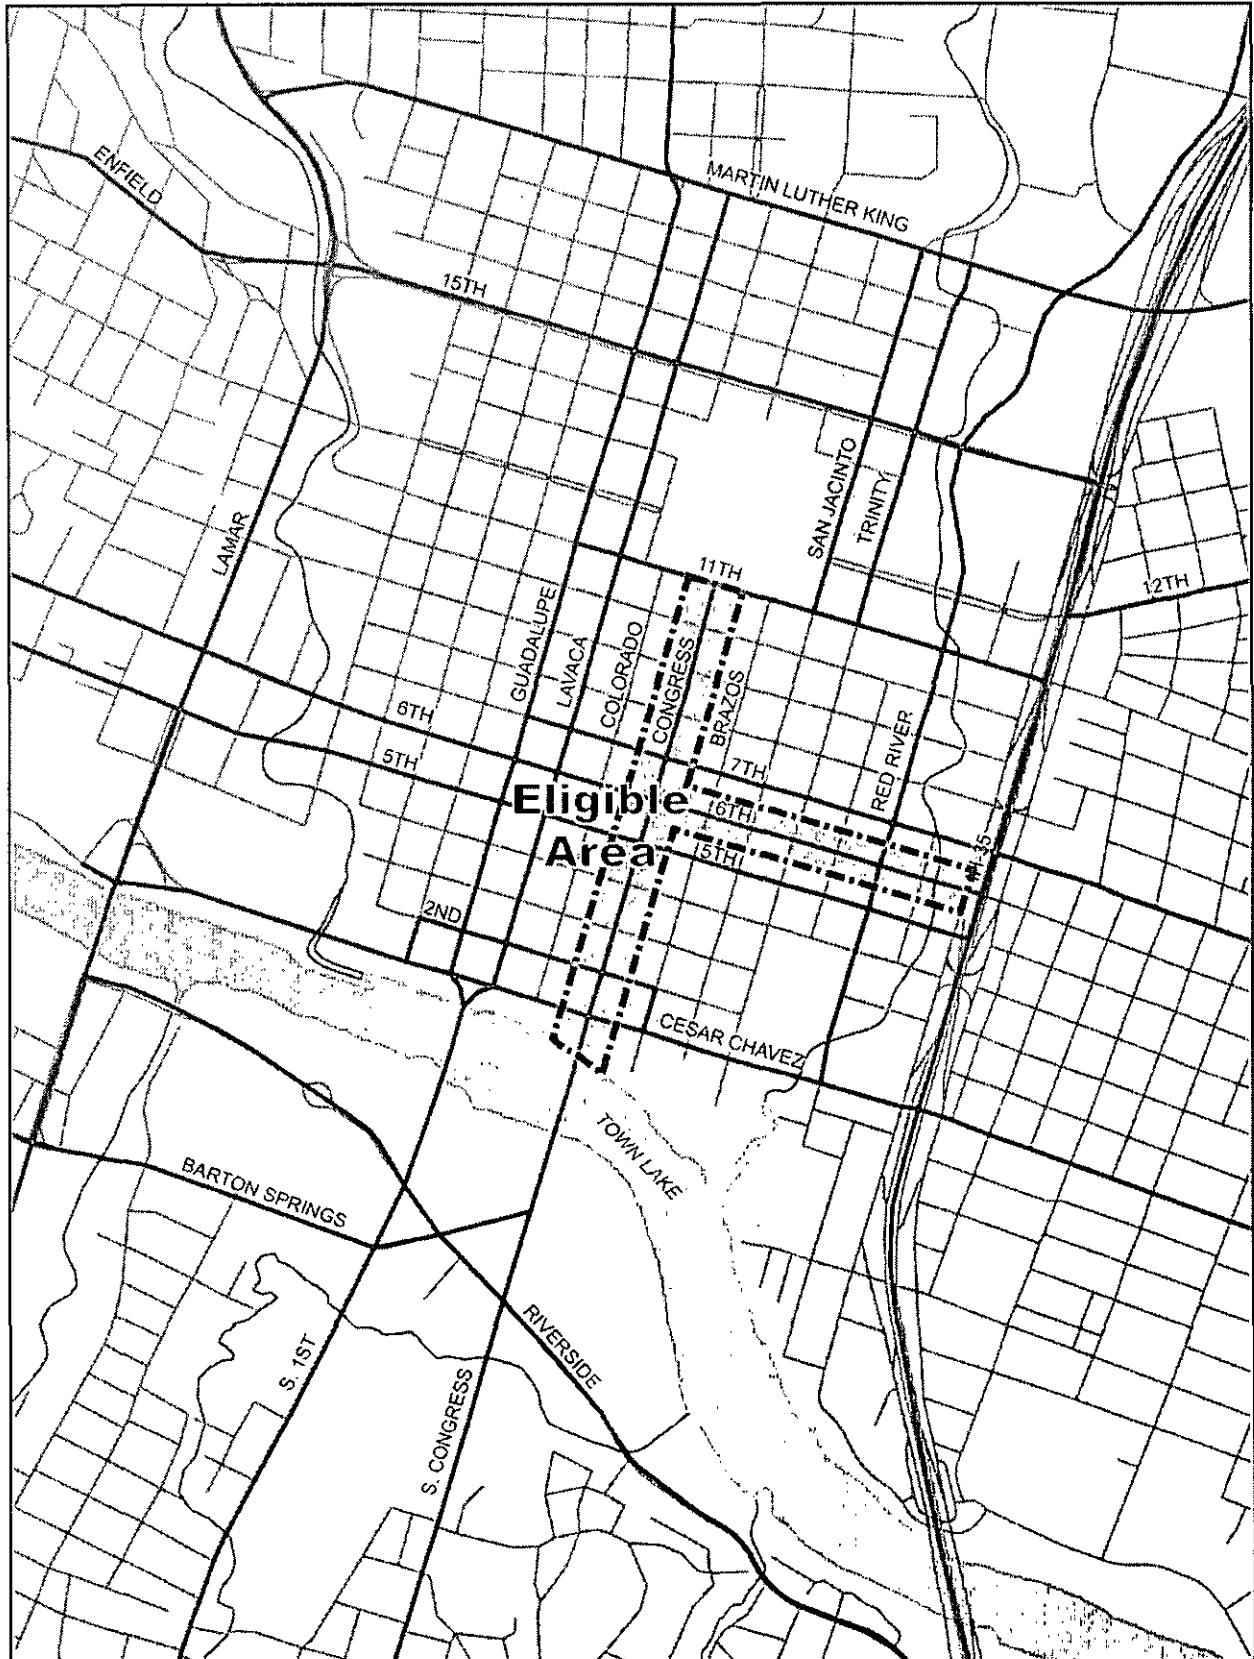 ENFIELD
MARTIN LUTHER KING
15TH
SAN JACINTO
TRINITY
LAMAR
11TH
12TH
GUADALUPE
LAVACA
COLORADO
CONGRESS
BRAZOS
6TH
5TH
7TH
RED RIVER
Eligible
Area
6TH
5TH
IH-35
2ND
CESAR CHAVEZ
TOWN LAKE
BARTON SPRINGS
RIVERSIDE
S. 1ST
S. CONGRESS